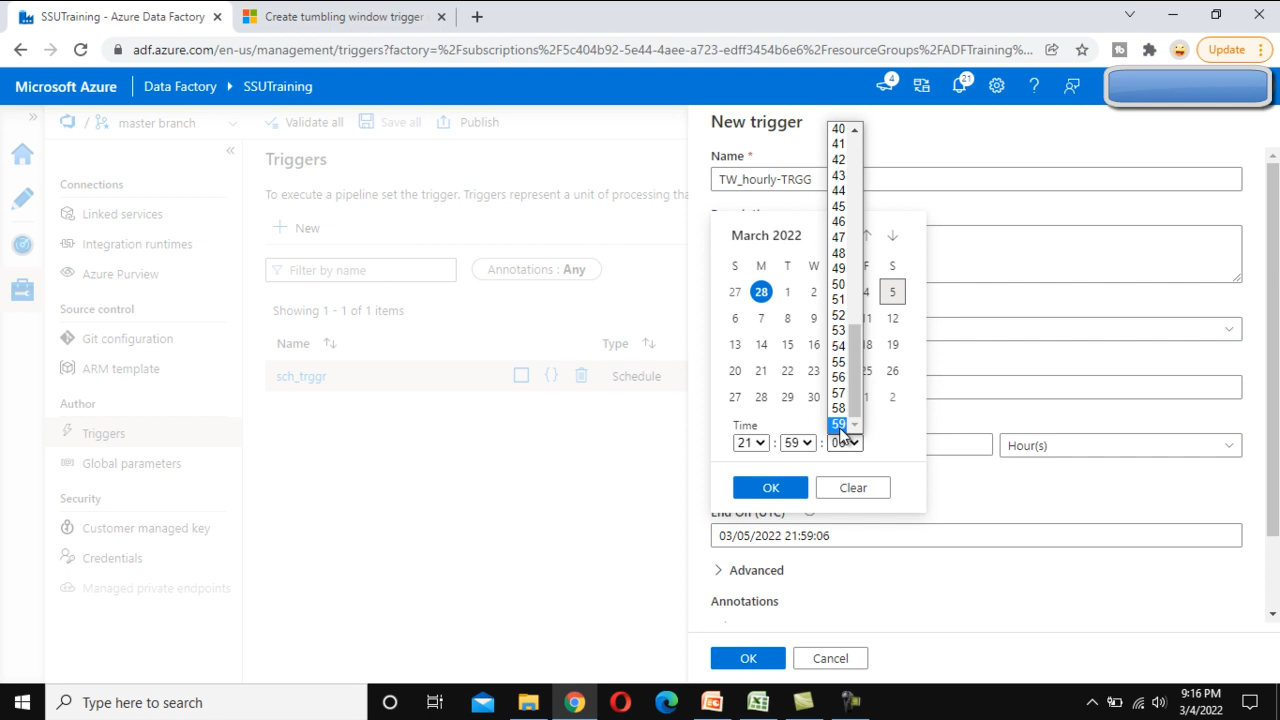 SSUTraining - Azure Data Factory
Create tumbling window trigger
adf.azure.com/en-us/management/triggers?factory=%2Fsubscriptions%2F5c404b92-5e44-4aee-a723-edff3454b6e6%2FresourceGroups%2FADFTraining%...
Update
Microsoft Azure
Data Factory
SSUTraining
4
21
/ master branch
Validate all
Save all
Publish
Connections
Linked services
Integration runtimes
Azure Purview
Source control
Git configuration
ARM template
Author
Triggers
Global parameters
Security
Customer managed key
Credentials
Managed private endpoints
Triggers
To execute a pipeline set the trigger. Triggers represent a unit of processing tha
New
Filter by name
Annotations : Any
Showing 1 - 1 of 1 items
Name
Type
sch_trggr
Schedule
New trigger
Name *
TW_hourly-TRGG
March 2022
S M T W F S
27 28 1 2 4 5
6 7 8 9 11 12
13 14 15 16 18 19
20 21 22 23 25 26
27 28 29 30 1 2
Time
21 : 59 : 06
40
41
42
43
44
45
46
47
48
49
50
51
52
53
54
55
56
57
58
59
OK
Clear
Hour(s)
End On (UTC)
03/05/2022 21:59:06
Advanced
Annotations
OK
Cancel
Type here to search
9:16 PM
3/4/2022